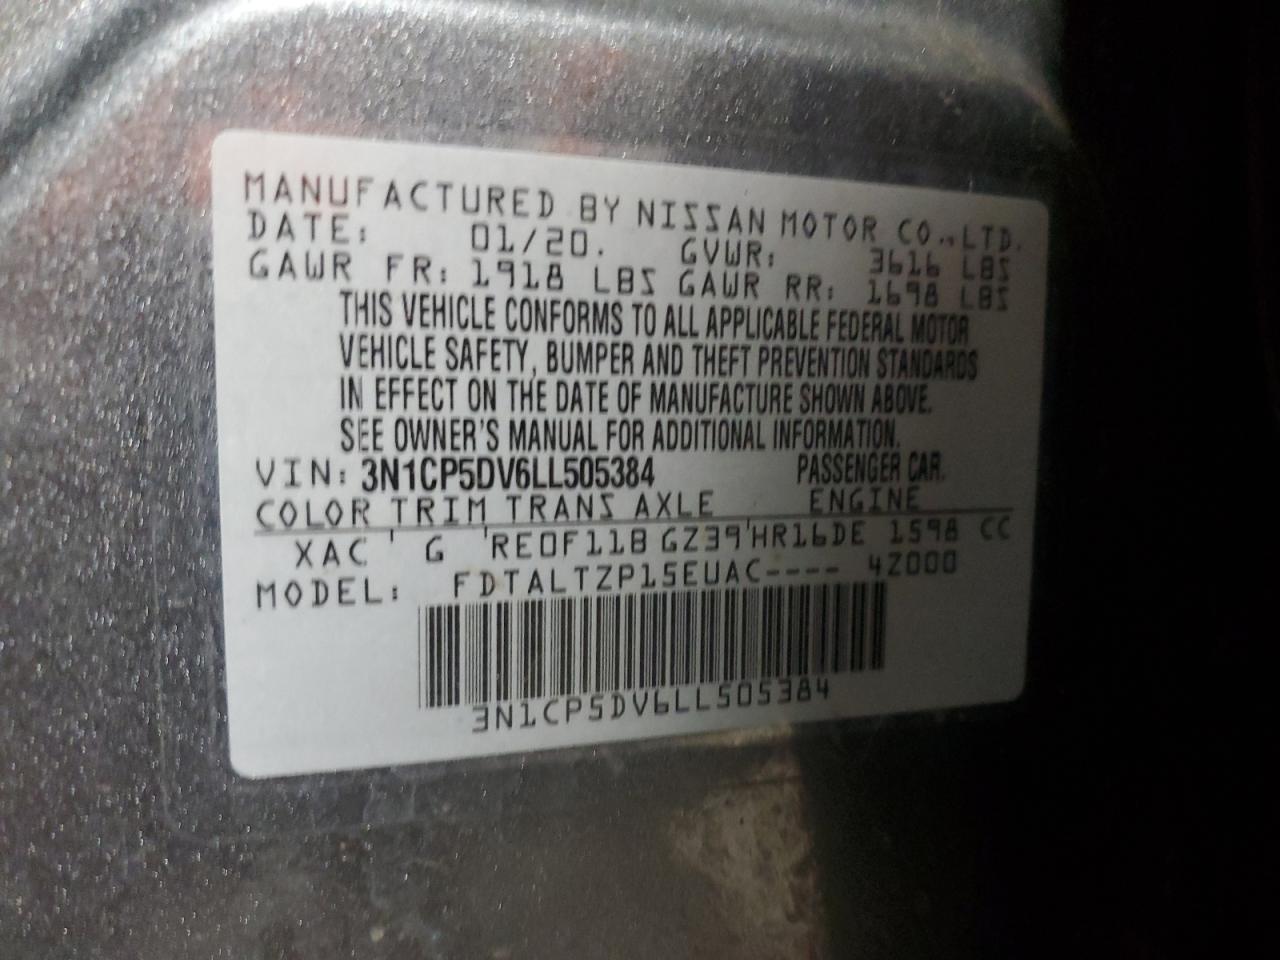 MANUFACTURED BY NISSAN MOTOR CO.,LTD.
DATE: 01/20. GVWR: 3616 LBS
GAWR FR: 1918 LBS GAWR RR: 1698 LBS
THIS VEHICLE CONFORMS TO ALL APPLICABLE FEDERAL MOTOR
VEHICLE SAFETY, BUMPER AND THEFT PREVENTION STANDARDS
IN EFFECT ON THE DATE OF MANUFACTURE SHOWN ABOVE.
SEE OWNER'S MANUAL FOR ADDITIONAL INFORMATION.
VIN: 3N1CP5DV6LL505384 PASSENGER CAR.
COLOR TRIM TRANS AXLE ENGINE
XAC ' G 'RE0F11B GZ39'HR16DE 1598 CC
MODEL: FDTALTZP15EUAC---- 4Z000
3N1CP5DV6LL505384